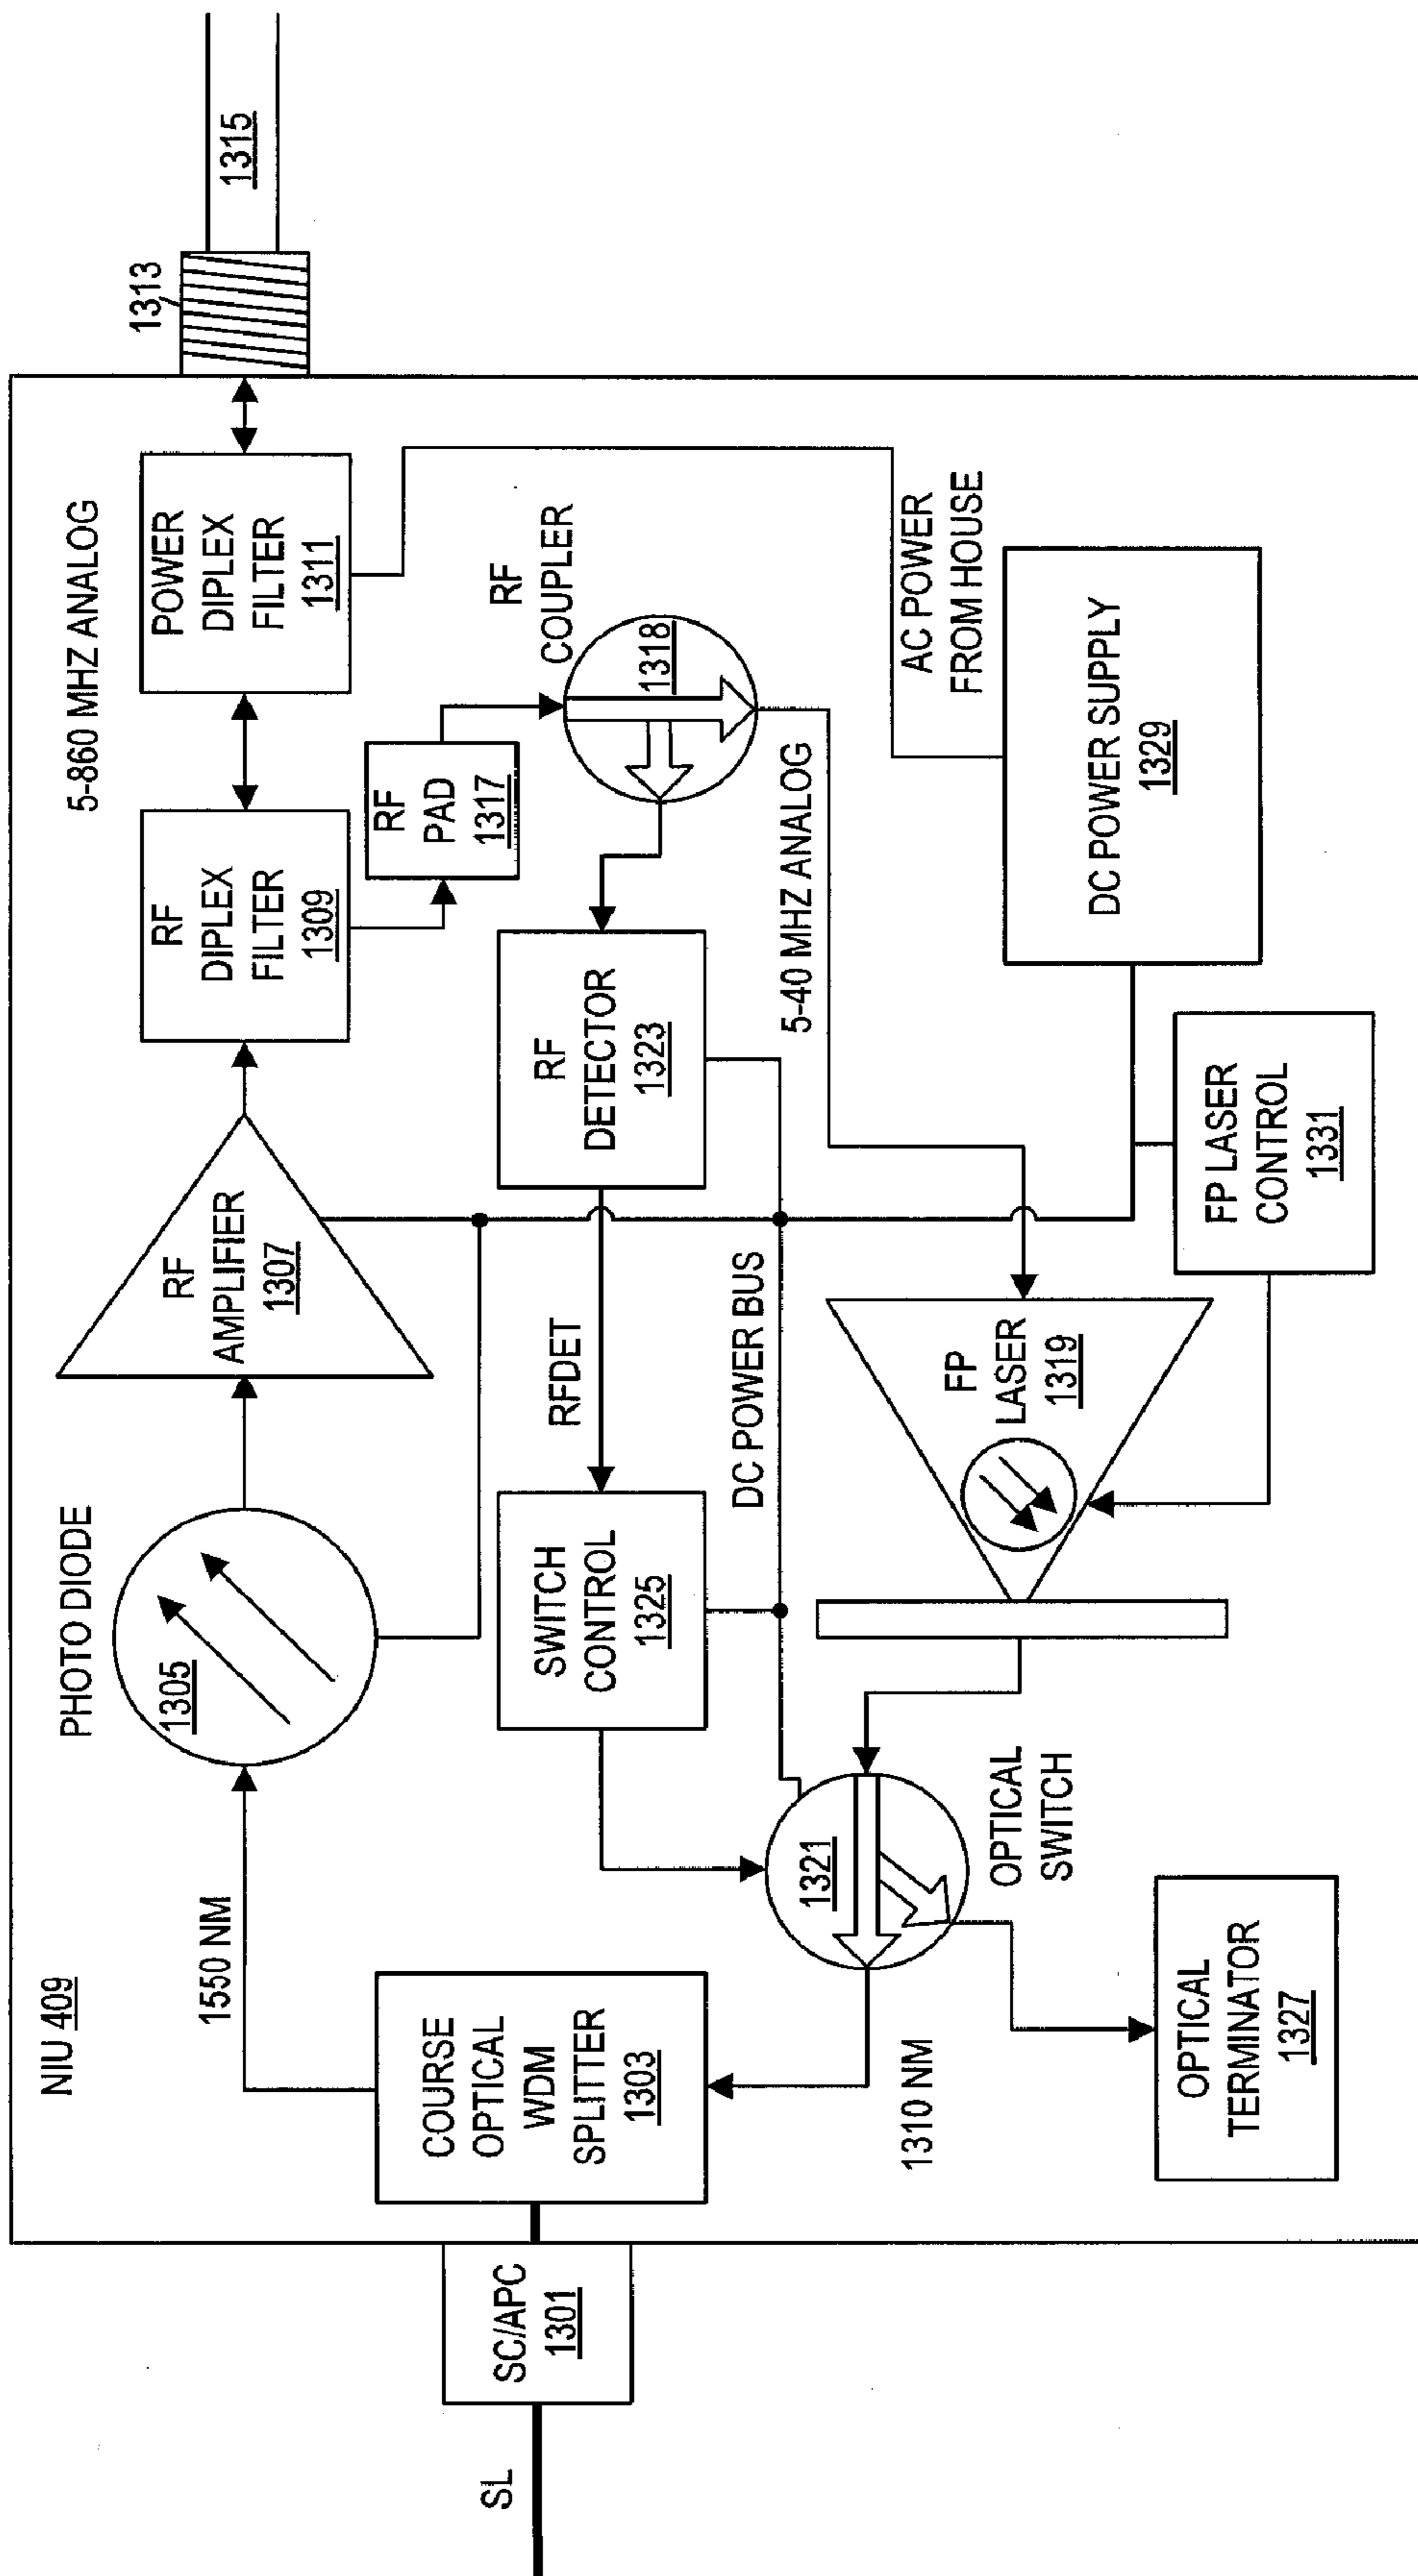 NIU 409
SL
SC/APC
1301
COURSE
OPTICAL
WDM
SPLITTER
1303
1550 NM
PHOTO DIODE
1305
RF
AMPLIFIER
1307
RF
DIPLEX
FILTER
1309
5-860 MHZ ANALOG
POWER
DIPLEX
FILTER
1311
1313
1315
RF
PAD
1317
RF
COUPLER
1318
RF
DETECTOR
1323
RFDET
SWITCH
CONTROL
1325
DC POWER BUS
5-40 MHZ ANALOG
AC POWER
FROM HOUSE
1310 NM
1321
OPTICAL
SWITCH
FP
LASER
1319
OPTICAL
TERMINATOR
1327
FP LASER
CONTROL
1331
DC POWER SUPPLY
1329